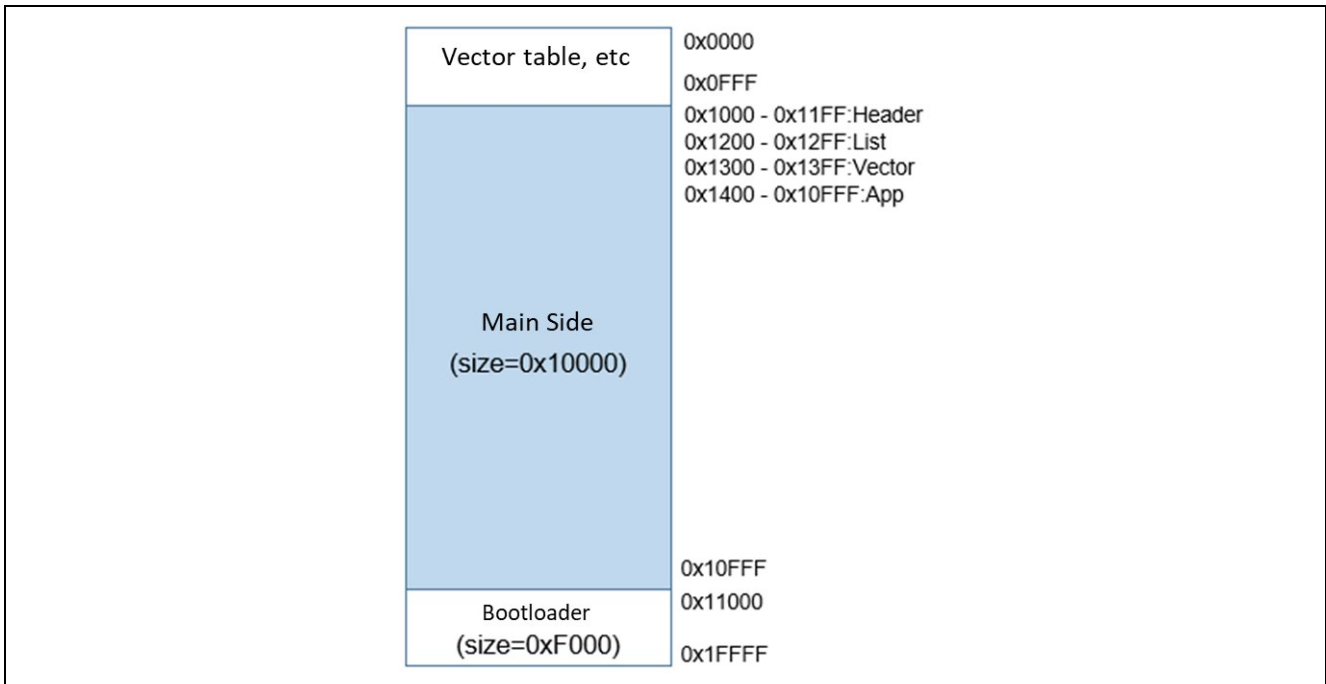 Vector table, etc
0x0000
0x0FFF
0x1000 - 0x11FF:Header
0x1200 - 0x12FF:List
0x1300 - 0x13FF:Vector
0x1400 - 0x10FFF:App
Main Side
(size=0x10000)
0x10FFF
0x11000
Bootloader
(size=0xF000)
0x1FFFF